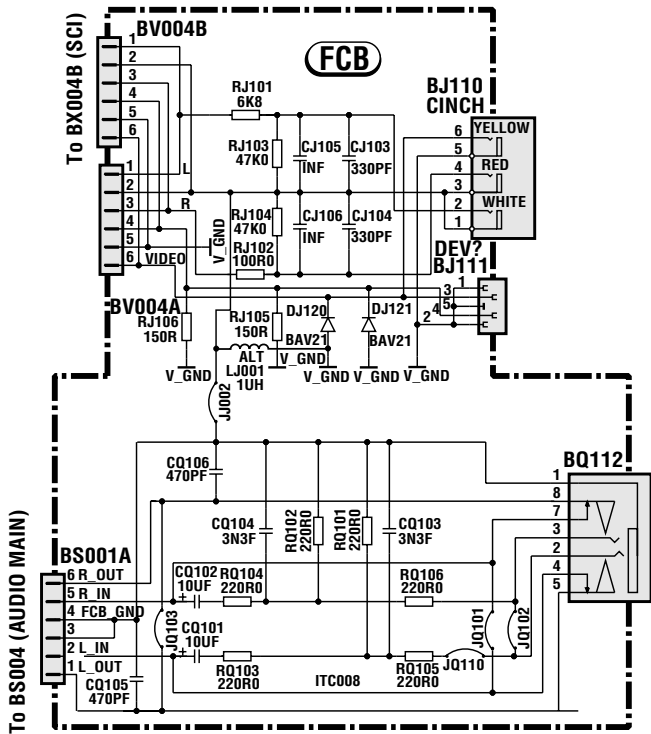 BV004B
To BX004B (SCI)
1
2
3
4
5
6
FCB
RJ101
6K8
BJ110
CINCH
YELLOW
6
5
RED
4
3
WHITE
2
1
RJ103
47K0
CJ105
INF
CJ103
330PF
1
L
2
3
R
4
5
6
VIDEO
RJ104
47K0
CJ106
INF
CJ104
330PF
V_GND
RJ102
100R0
DEV?
BJ111
1
3
5
4
2
BV004A
RJ106
150R
RJ105
150R
DJ120
BAV21
DJ121
BAV21
ALT
LJ001
1UH
V_GND
V_GND
V_GND
V_GND
V_GND
JJ002
CQ106
470PF
BQ112
1
8
7
3
2
4
5
CQ104
3N3F
RQ102
220R0
RQ101
220R0
CQ103
3N3F
To BS004 (AUDIO MAIN)
BS001A
6 R_OUT
5 R_IN
4 FCB_GND
3
2 L_IN
1 L_OUT
CQ102
+ 10UF
RQ104
220R0
RQ106
220R0
JQ103
CQ101
+ 10UF
JQ101
JQ102
RQ103
220R0
RQ105
220R0
JQ110
CQ105
470PF
ITC008